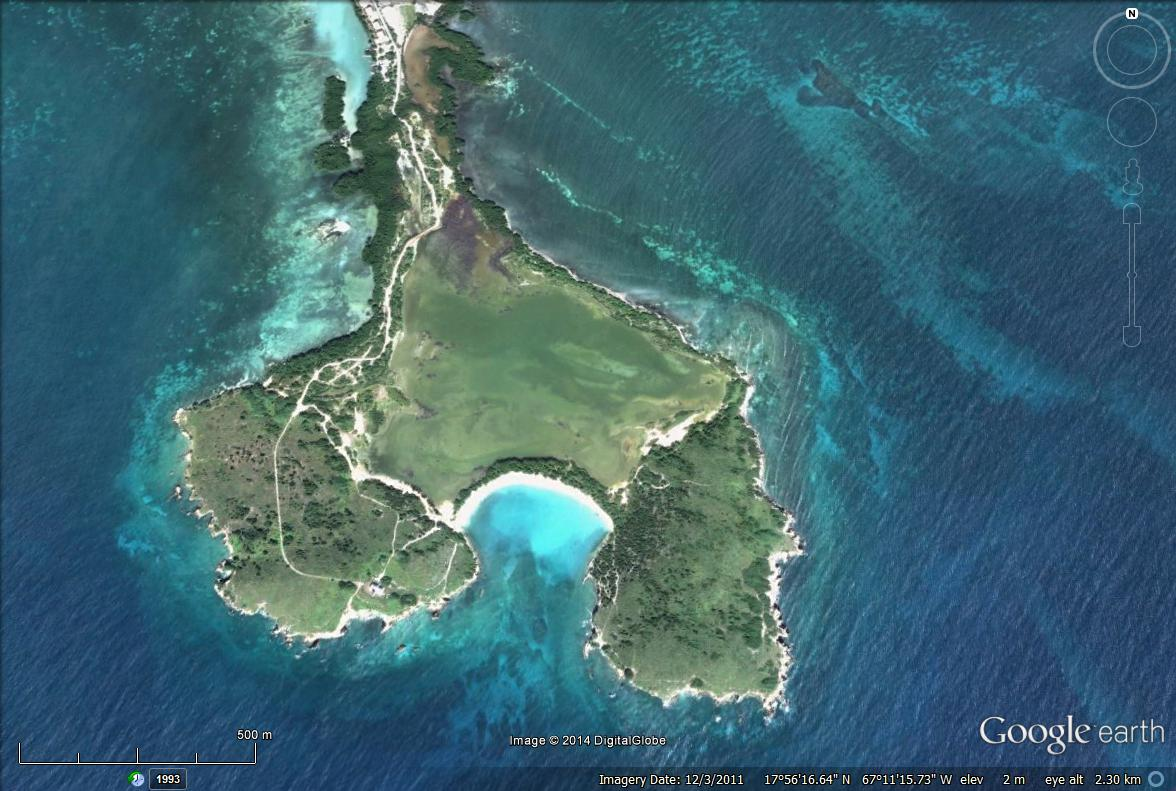 N
500 m
Image © 2014 DigitalGlobe
Google earth
1993
Imagery Date: 12/3/2011 17°56'16.64" N 67°11'15.73" W elev 2 m eye alt 2.30 km